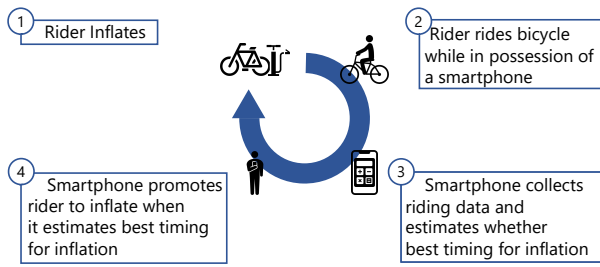 1
Rider Inflates
2
Rider rides bicycle
while in possession of
a smartphone
3
Smartphone collects
riding data and
estimates whether
best timing for inflation
4
Smartphone promotes
rider to inflate when
it estimates best timing
for inflation